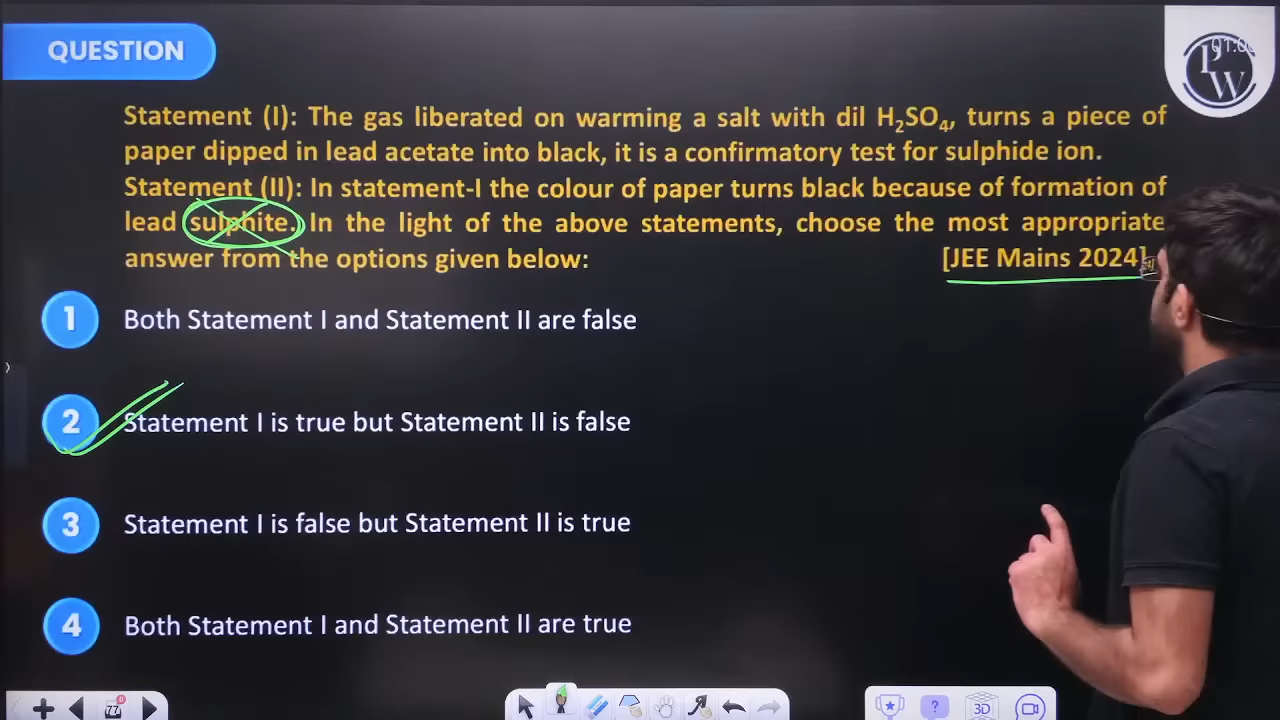 QUESTION
01:0
P
W
Statement (I): The gas liberated on warming a salt with dil H₂SO₄, turns a piece of
paper dipped in lead acetate into black, it is a confirmatory test for sulphide ion.
Statement (II): In statement-I the colour of paper turns black because of formation of
lead sulphite. In the light of the above statements, choose the most appropriate
answer from the options given below: [JEE Mains 2024]
1 Both Statement I and Statement II are false
2 Statement I is true but Statement II is false
3 Statement I is false but Statement II is true
4 Both Statement I and Statement II are true
77
?
3D